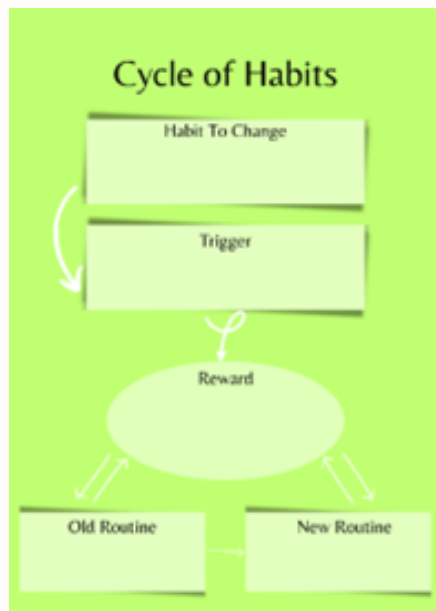 Cycle of Habits
Habit To Change
Trigger
Reward
Old Routine
New Routine